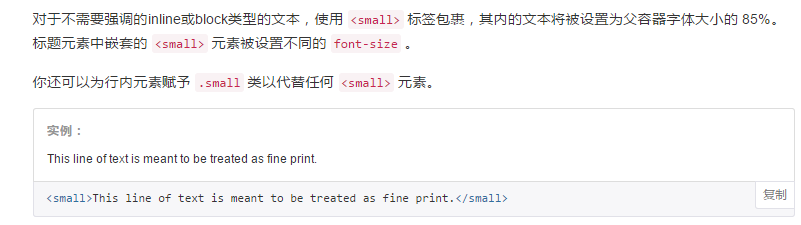 对于不需要强调的inline或block类型的文本，使用 <small> 标签包裹，其内的文本将被设置为父容器字体大小的 85%。
标题元素中嵌套的 <small> 元素被设置不同的 font-size 。
你还可以为行内元素赋予 .small 类以代替任何 <small> 元素。
实例：
This line of text is meant to be treated as fine print.
<small>This line of text is meant to be treated as fine print.</small>
复制